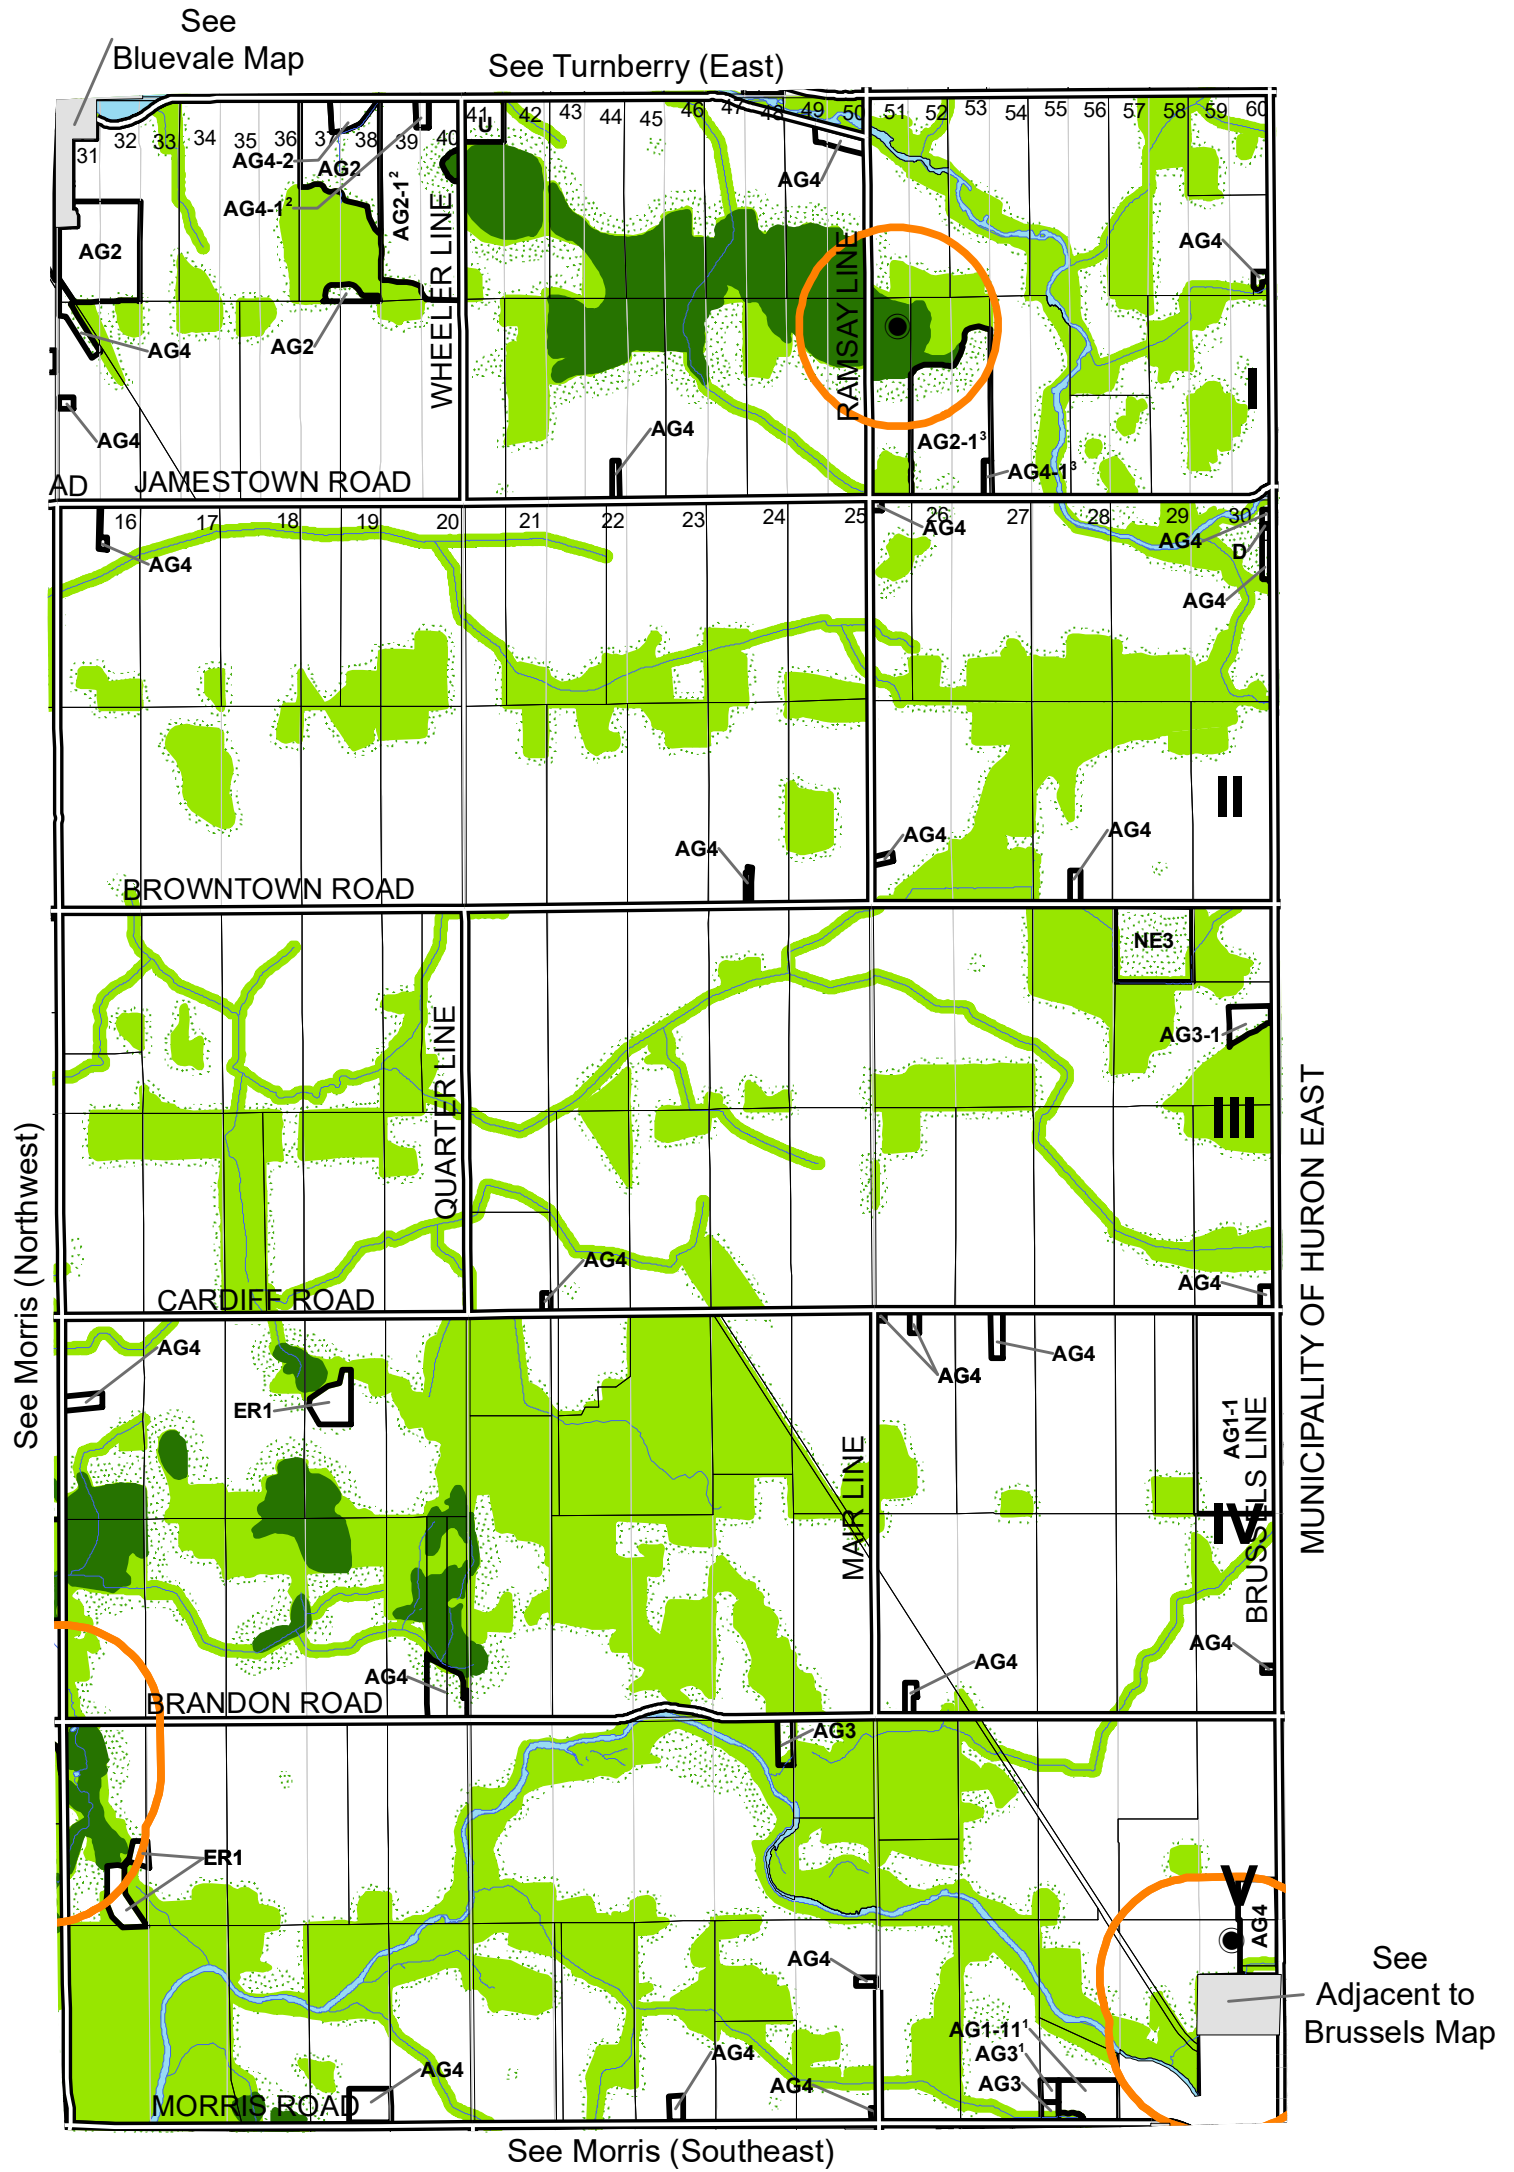 See
Bluevale Map
See Turnberry (East)
31
32
33
34
35
36
37
38
39
40
41
42
43
44
45
46
47
48
49
50
51
52
53
54
55
56
57
58
59
60
U
AG4-2
AG2
AG4-1²
AG2-1²
AG2
AG4
AG4
AG2
AG4
AG4
AG4
AG4
WHEELER LINE
RAMSAY LINE
I
AG2-1³
AG4-1³
AD
JAMESTOWN ROAD
16
17
18
19
20
21
22
23
24
25
26
27
28
29
30
AG4
AG4
AG4
D
AG4
II
AG4
AG4
AG4
BROWNTOWN ROAD
NE3
AG3-1
III
QUARTER LINE
See Morris (Northwest)
MUNICIPALITY OF HURON EAST
AG4
AG4
CARDIFF ROAD
AG4
ER1
AG4
AG4
AG1-1
BRUSSELS LINE
IV
MAIR LINE
AG4
AG4
AG4
BRANDON ROAD
AG3
ER1
V
AG4
AG4
See
Adjacent to
Brussels Map
AG1-11¹
AG3¹
AG3
AG4
AG4
AG4
MORRIS ROAD
See Morris (Southeast)